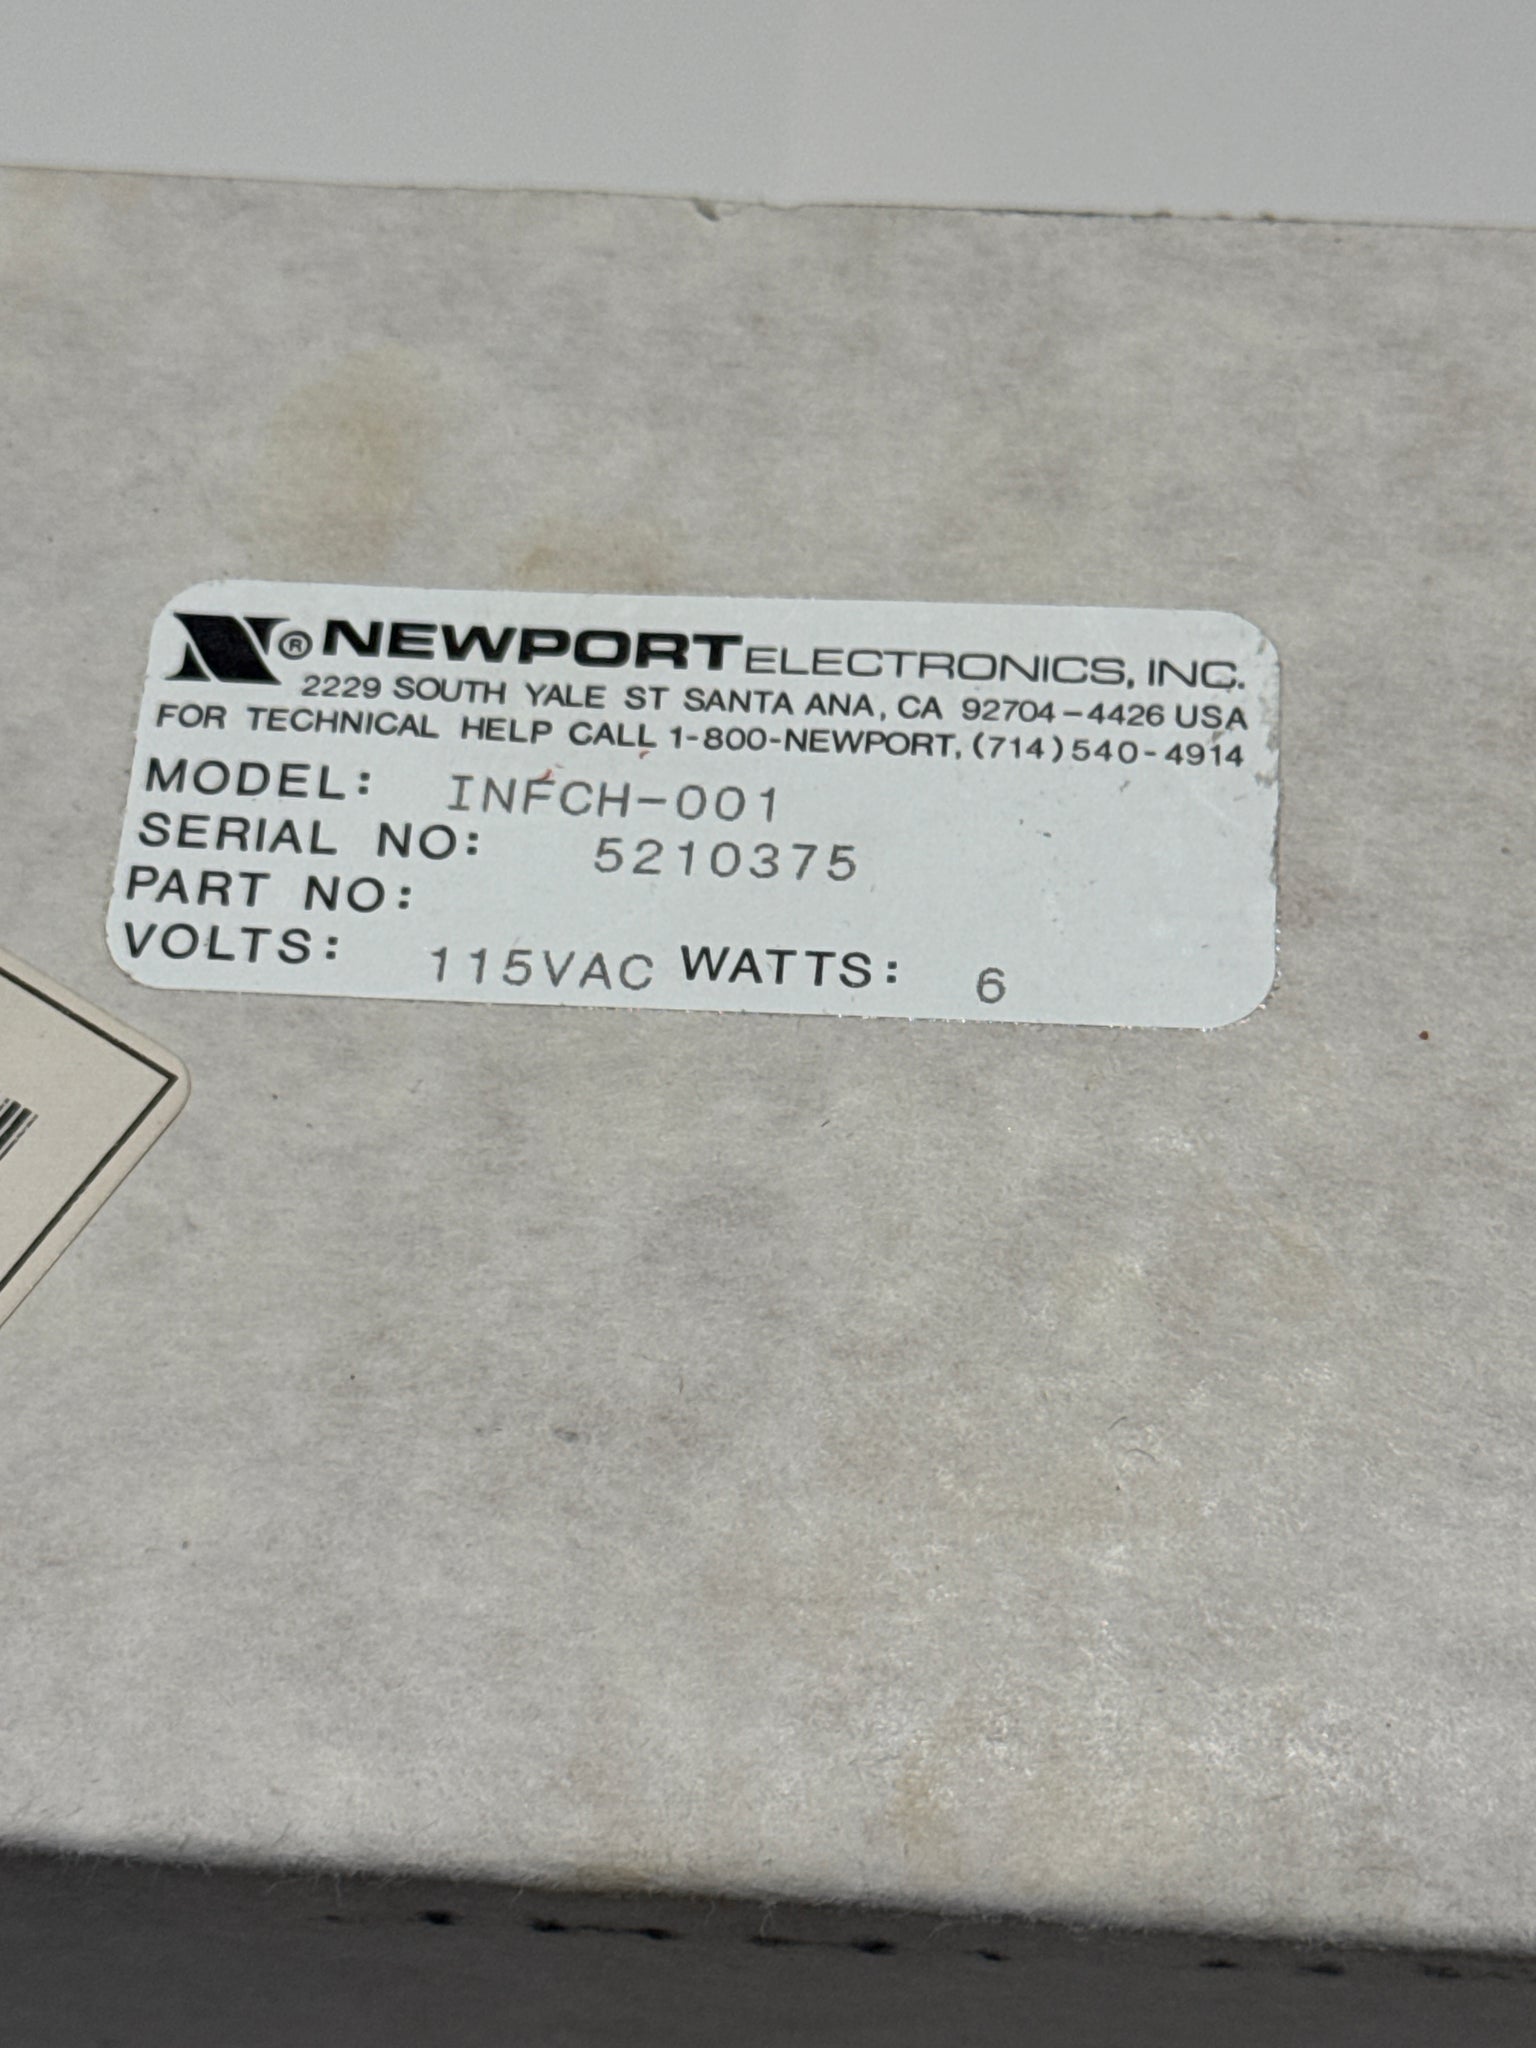 N® NEWPORT ELECTRONICS, INC.
2229 SOUTH YALE ST SANTA ANA, CA 92704-4426 USA
FOR TECHNICAL HELP CALL 1-800-NEWPORT, (714) 540-4914
MODEL: INFCH-001
SERIAL NO: 5210375
PART NO:
VOLTS: 115VAC WATTS: 6